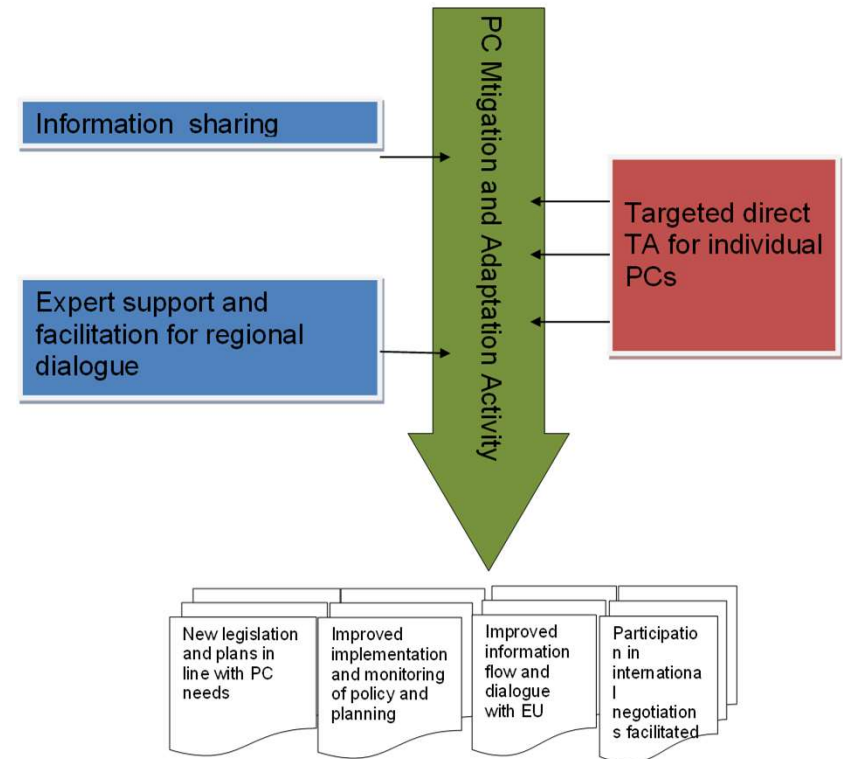 PC Mtigation and Adaptation Activity
Information sharing
Targeted direct
TA for individual
PCs
Expert support and
facilitation for regional
dialogue
New legislation
and plans in
line with PC
needs
Improved
implementation
and monitoring
of policy and
planning
Improved
information
flow and
dialogue
with EU
Participatio
n in
internationa
l
negotiation
s facilitated